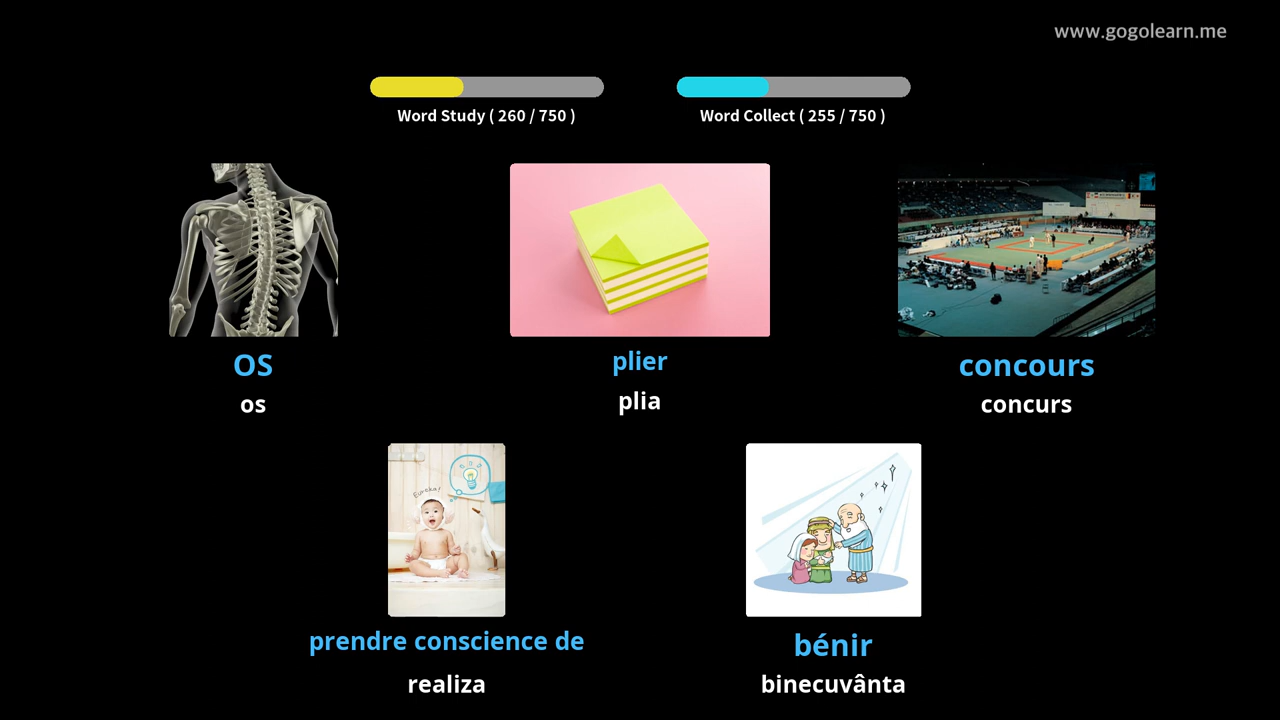 www.gogolearn.me
Word Study ( 260 / 750 )
Word Collect ( 255 / 750 )
os
os
plier
plia
concours
concurs
Eureka!
prendre conscience de
realiza
bénir
binecuvânta